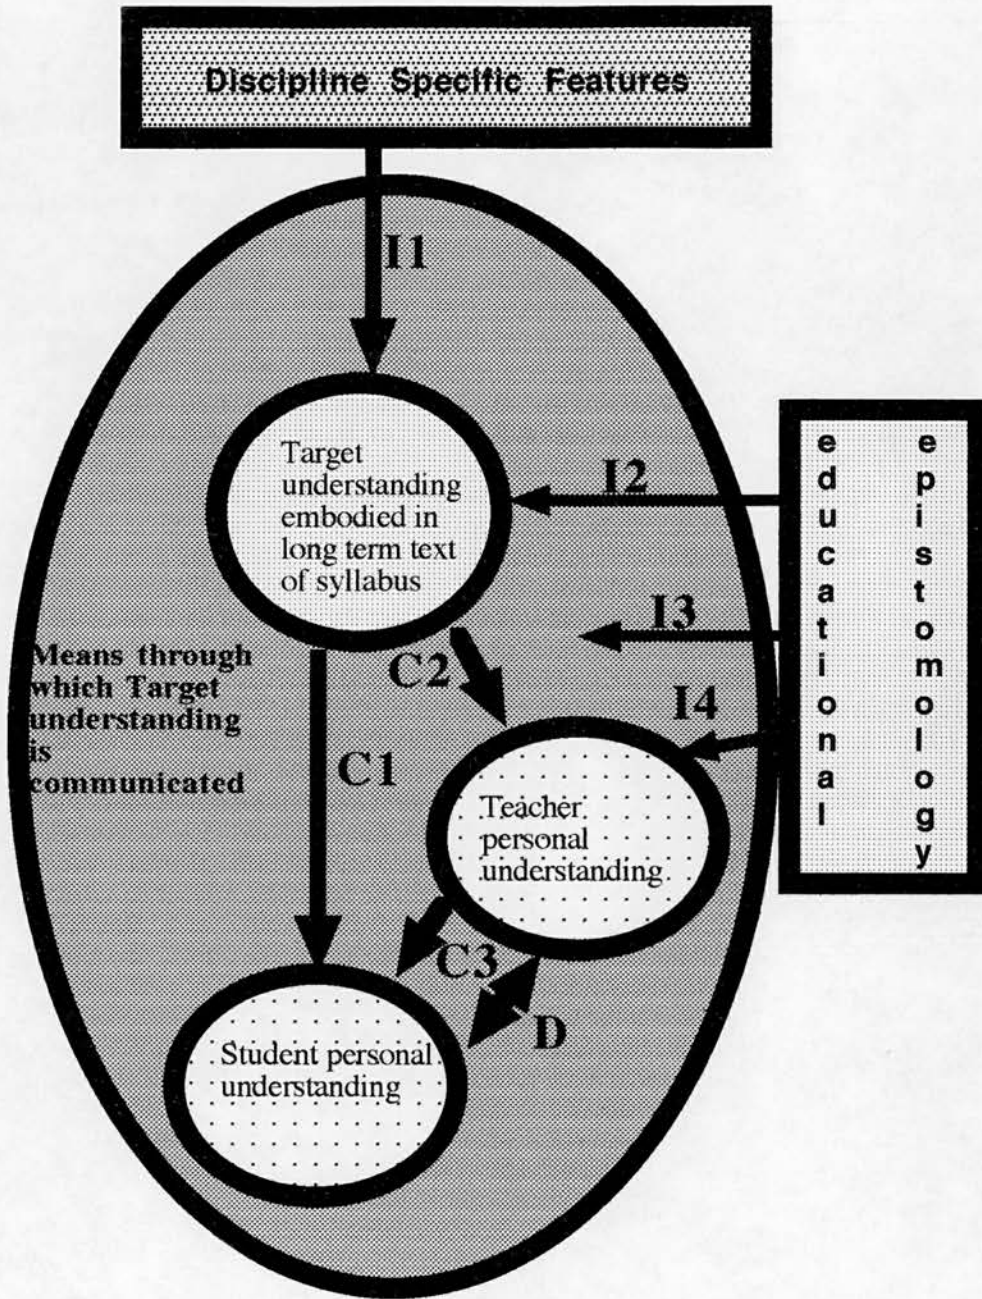 Discipline Specific Features
I1
Target
understanding
embodied in
long term text
of syllabus
I2
I3
I4
educational
epistomology
Means through
which Target
understanding
is
communicated
C2
C1
Teacher
personal
understanding
C3
D
Student personal
understanding